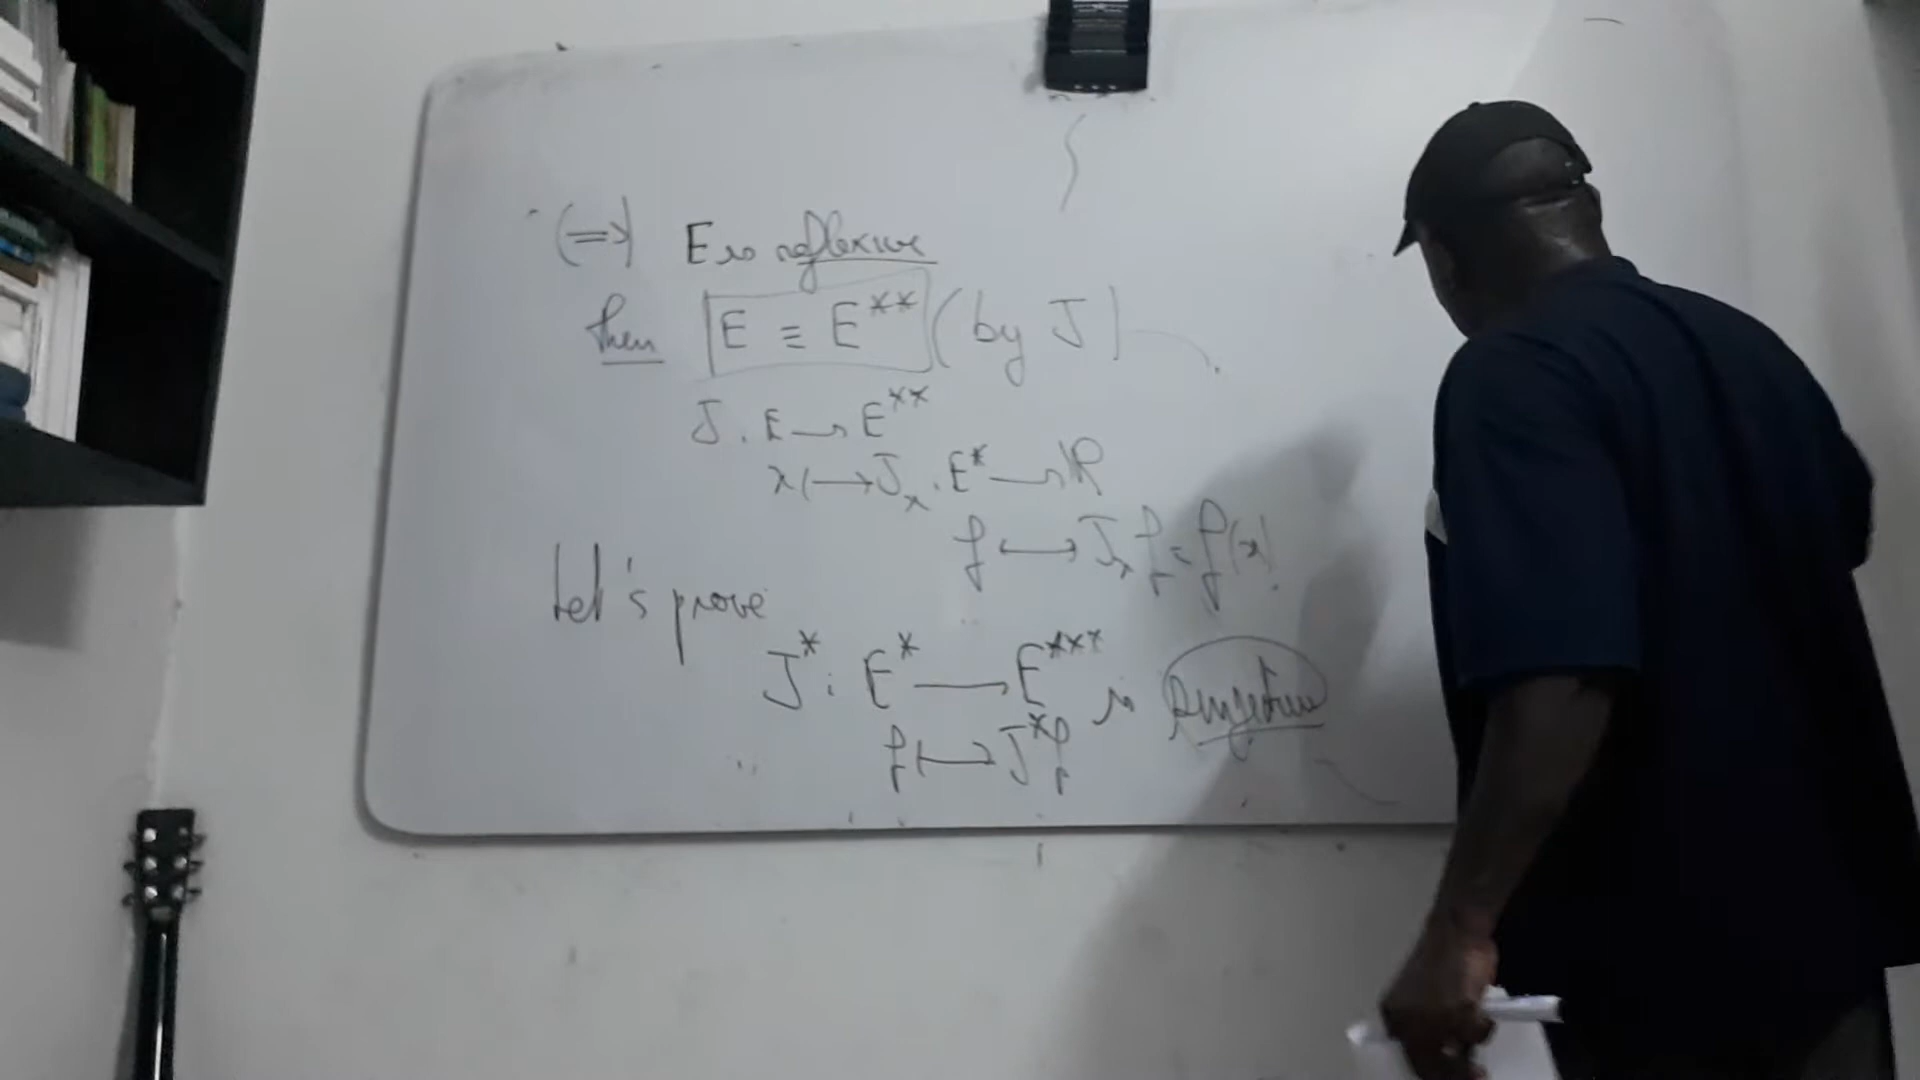 (⇒) E is reflexive
then E ≡ E** (by J)
J : E → E**
x ↦ J_x : E* → ℝ
f ↦ J_x f = f(x).
Let's prove
J* : E* → E*** is surjective
f ↦ J*f